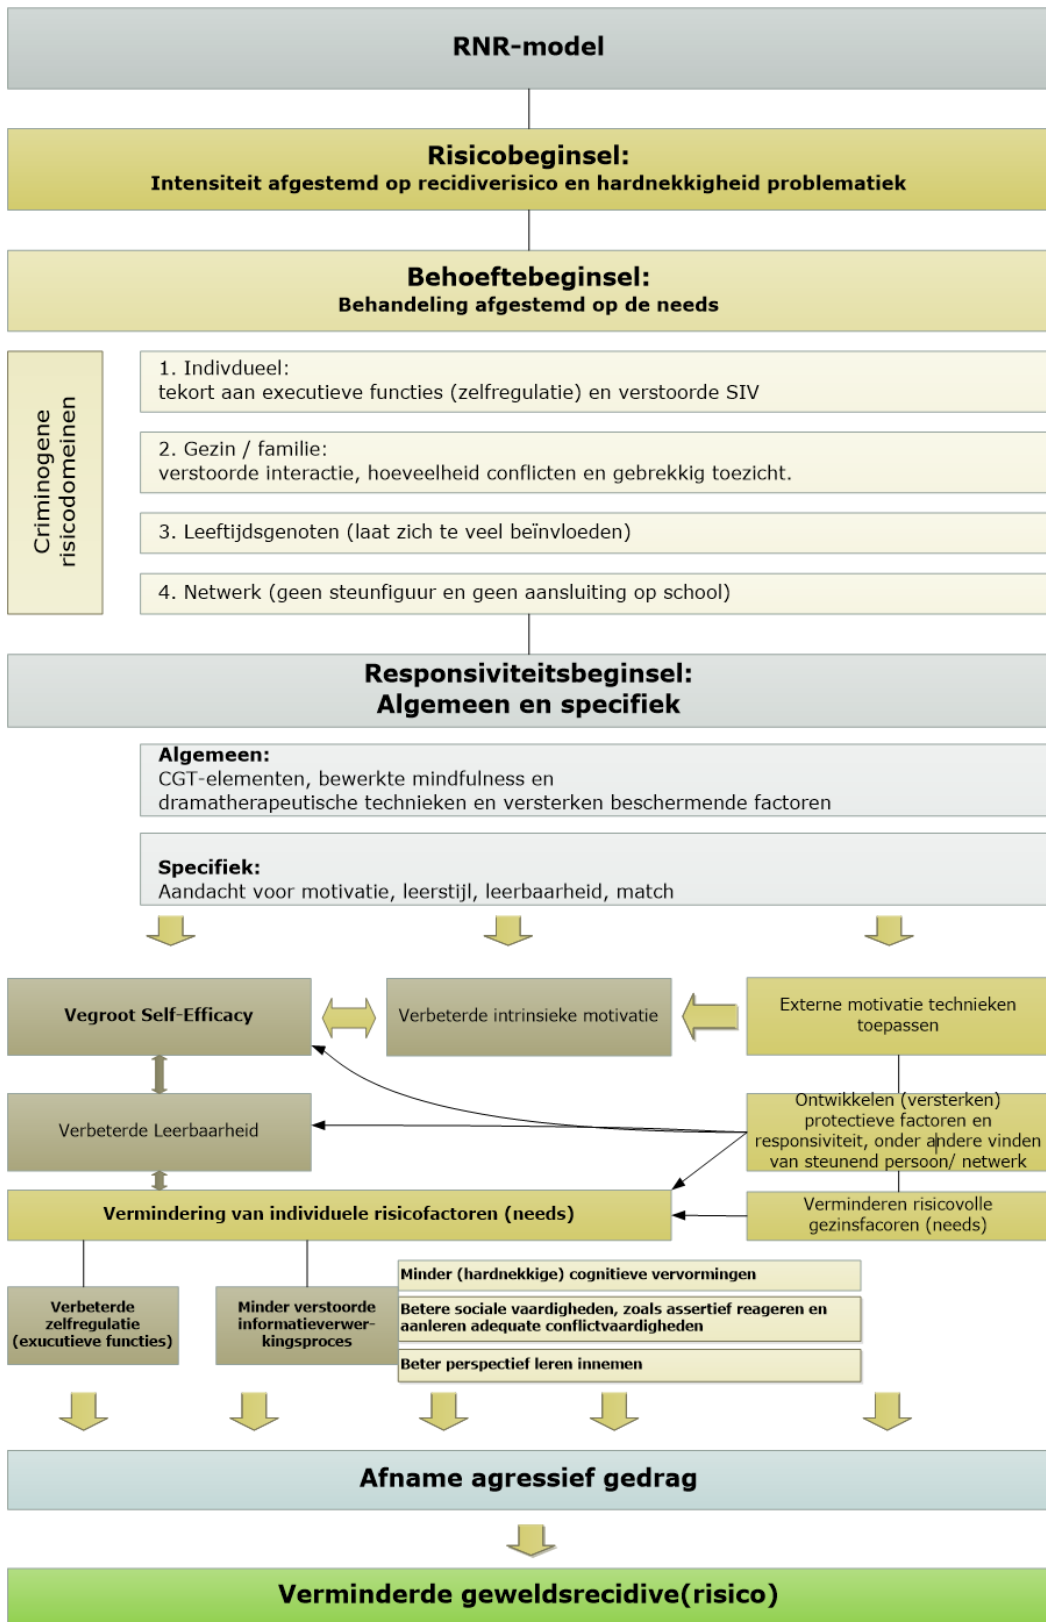 RNR-model
Risicobeginsel:
Intensiteit afgestemd op recidiverisico en hardnekkigheid problematiek
Behoeftebeginsel:
Behandeling afgestemd op de needs
Criminogene
risicodomeinen
1. Indivdueel:
tekort aan executieve functies (zelfregulatie) en verstoorde SIV
2. Gezin / familie:
verstoorde interactie, hoeveelheid conflicten en gebrekkig toezicht.
3. Leeftijdsgenoten (laat zich te veel beïnvloeden)
4. Netwerk (geen steunfiguur en geen aansluiting op school)
Responsiviteitsbeginsel:
Algemeen en specifiek
Algemeen:
CGT-elementen, bewerkte mindfulness en
dramatherapeutische technieken en versterken beschermende factoren
Specifiek:
Aandacht voor motivatie, leerstijl, leerbaarheid, match
Vegroot Self-Efficacy
Verbeterde intrinsieke motivatie
Externe motivatie technieken
toepassen
Verbeterde Leerbaarheid
Ontwikkelen (versterken)
protectieve factoren en
responsiviteit, onder andere vinden
van steunend persoon/ netwerk
Vermindering van individuele risicofactoren (needs)
Verminderen risicovolle
gezinsfacoren (needs)
Verbeterde
zelfregulatie
(exucutieve functies)
Minder verstoorde
informatieverwer-
kingsproces
Minder (hardnekkige) cognitieve vervormingen
Betere sociale vaardigheden, zoals assertief reageren en
aanleren adequate conflictvaardigheden
Beter perspectief leren innemen
Afname agressief gedrag
Verminderde geweldsrecidive(risico)